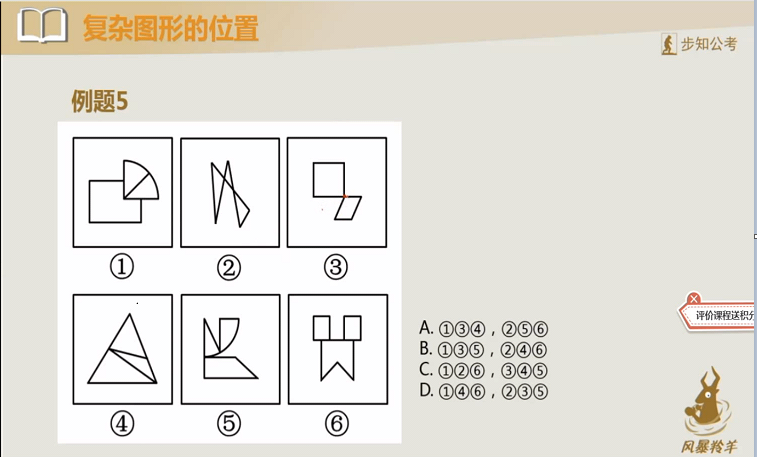 复杂图形的位置
步知公考
例题5
① ② ③
④ ⑤ ⑥
A. ①③④，②⑤⑥
B. ①③⑤，②④⑥
C. ①②⑥，③④⑤
D. ①④⑥，②③⑤
评价课程送积分
风暴羚羊